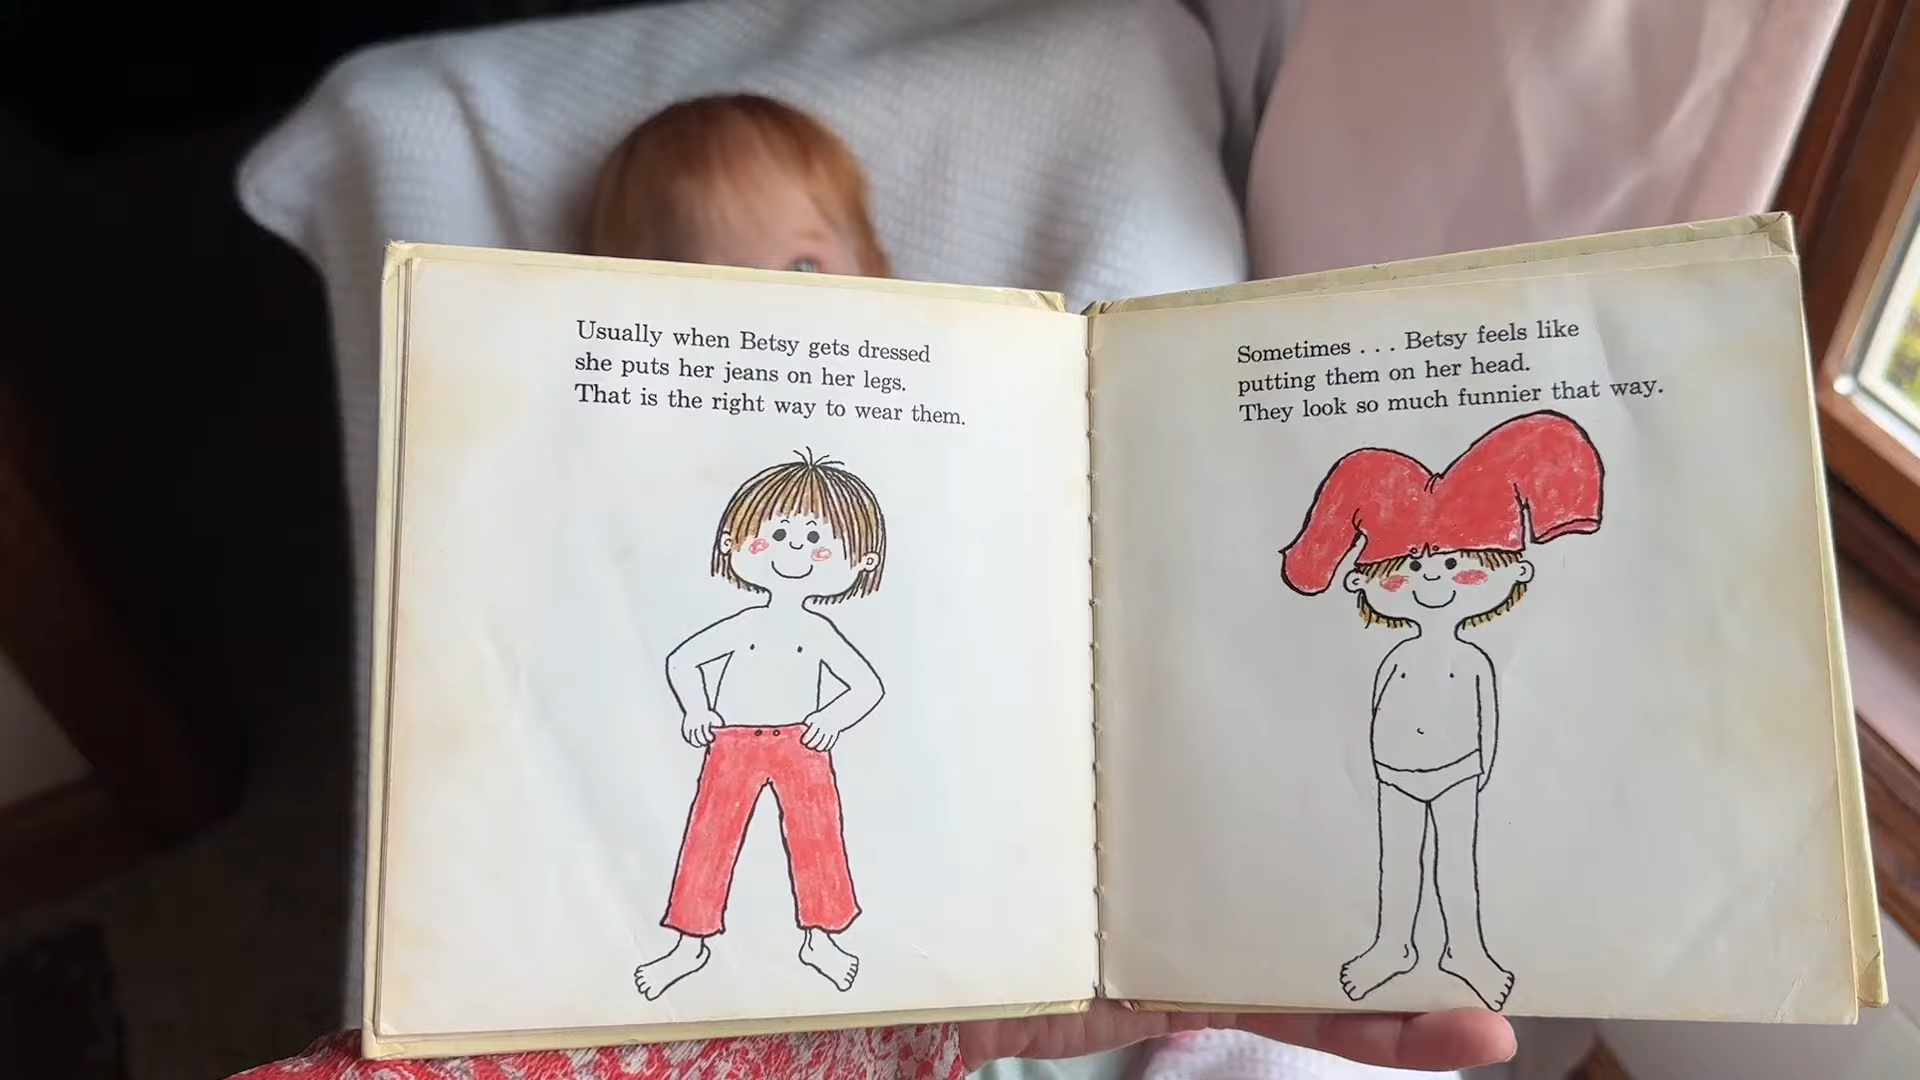 Usually when Betsy gets dressed
she puts her jeans on her legs.
That is the right way to wear them.
Sometimes . . . Betsy feels like
putting them on her head.
They look so much funnier that way.